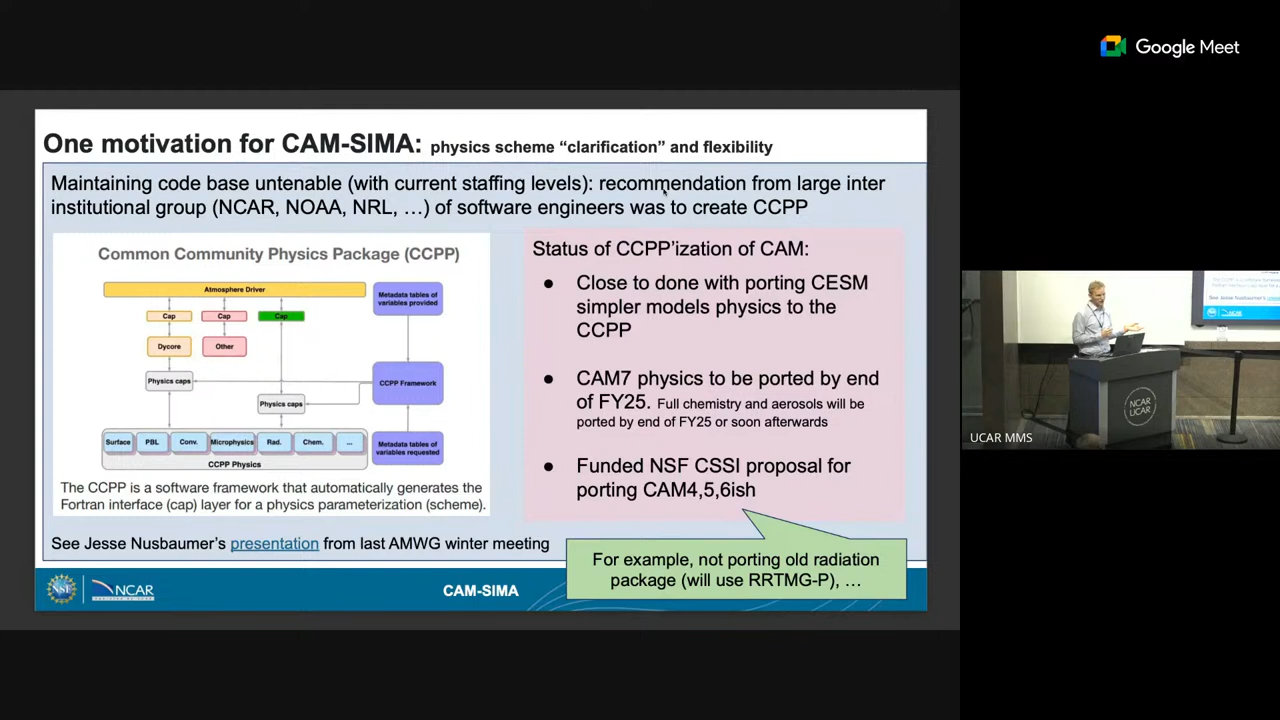 Google Meet
One motivation for CAM-SIMA: physics scheme “clarification” and flexibility
Maintaining code base untenable (with current staffing levels): recommendation from large inter
institutional group (NCAR, NOAA, NRL, …) of software engineers was to create CCPP
Common Community Physics Package (CCPP)
Atmosphere Driver
Cap
Cap
Cap
Dycore
Other
Physics caps
Physics caps
Surface
PBL
Conv.
Microphysics
Rad.
Chem.
...
CCPP Physics
Metadata tables of
variables provided
CCPP Framework
Metadata tables of
variables requested
The CCPP is a software framework that automatically generates the
Fortran interface (cap) layer for a physics parameterization (scheme).
Status of CCPP’ization of CAM:
● Close to done with porting CESM
simpler models physics to the
CCPP
● CAM7 physics to be ported by end
of FY25. Full chemistry and aerosols will be
ported by end of FY25 or soon afterwards
● Funded NSF CSSI proposal for
porting CAM4,5,6ish
See Jesse Nusbaumer’s presentation from last AMWG winter meeting
For example, not porting old radiation
package (will use RRTMG-P), …
NSF
NCAR
CAM-SIMA
NCAR
UCAR
UCAR MMS